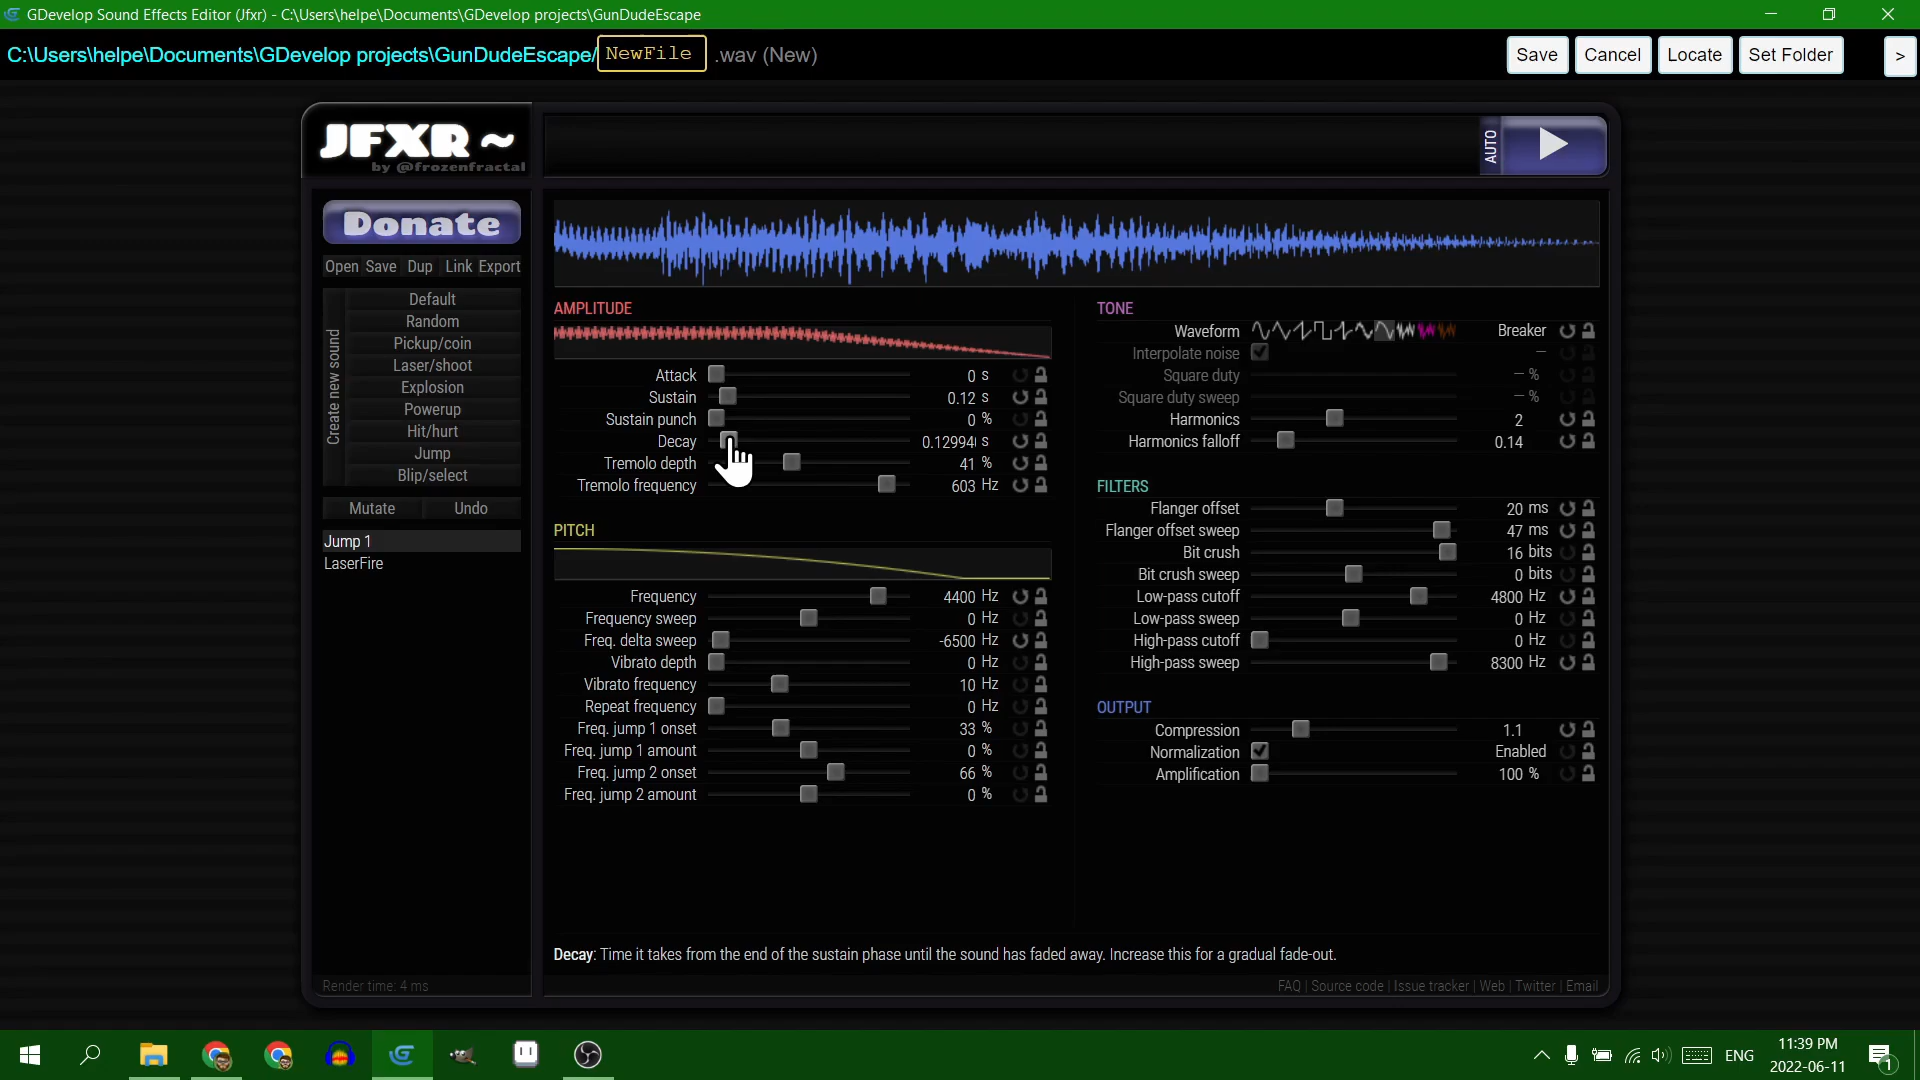 GDevelop Sound Effects Editor (Jfxr) - C:\Users\helpe\Documents\GDevelop projects\GunDudeEscape
C:\Users\helpe\Documents\GDevelop projects\GunDudeEscape/ NewFile .wav (New)
Save Cancel Locate Set Folder >
JFXR ~
by @frozenfractal
AUTO
Donate
Open Save Dup Link Export
Create new sound
Default
Random
Pickup/coin
Laser/shoot
Explosion
Powerup
Hit/hurt
Jump
Blip/select
Mutate Undo
Jump 1
LaserFire
Render time: 4 ms
AMPLITUDE
Attack 0 s
Sustain 0.12 s
Sustain punch 0 %
Decay 0.12994 s
Tremolo depth 41 %
Tremolo frequency 603 Hz
PITCH
Frequency 4400 Hz
Frequency sweep 0 Hz
Freq. delta sweep -6500 Hz
Vibrato depth 0 Hz
Vibrato frequency 10 Hz
Repeat frequency 0 Hz
Freq. jump 1 onset 33 %
Freq. jump 1 amount 0 %
Freq. jump 2 onset 66 %
Freq. jump 2 amount 0 %
TONE
Waveform Breaker
Interpolate noise –
Square duty – %
Square duty sweep – %
Harmonics 2
Harmonics falloff 0.14
FILTERS
Flanger offset 20 ms
Flanger offset sweep 47 ms
Bit crush 16 bits
Bit crush sweep 0 bits
Low-pass cutoff 4800 Hz
Low-pass sweep 0 Hz
High-pass cutoff 0 Hz
High-pass sweep 8300 Hz
OUTPUT
Compression 1.1
Normalization Enabled
Amplification 100 %
Decay: Time it takes from the end of the sustain phase until the sound has faded away. Increase this for a gradual fade-out.
FAQ | Source code | Issue tracker | Web | Twitter | Email
ENG
11:39 PM
2022-06-11
1